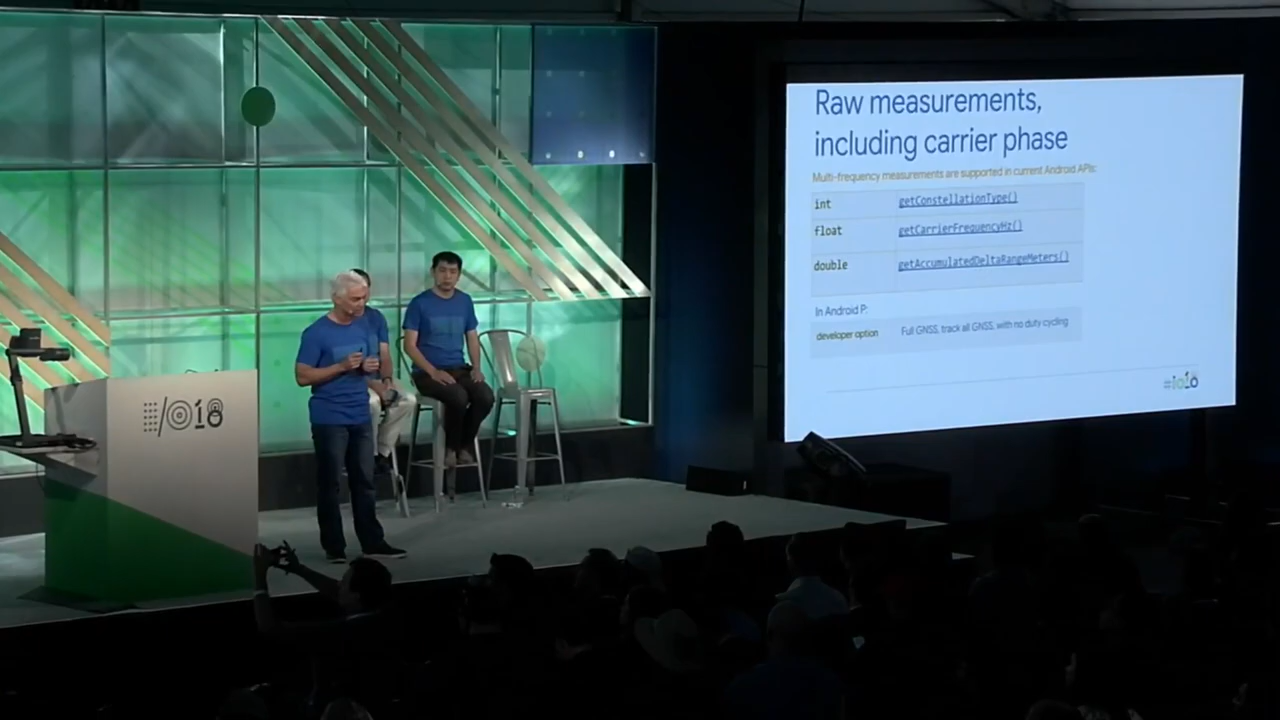 Raw measurements,
including carrier phase
Multi-frequency measurements are supported in current Android APIs:
int getConstellationType()
float getCarrierFrequencyHz()
double getAccumulatedDeltaRangeMeters()
In Android P:
developer option Full GNSS, track all GNSS, with no duty cycling
#io18
I/O18